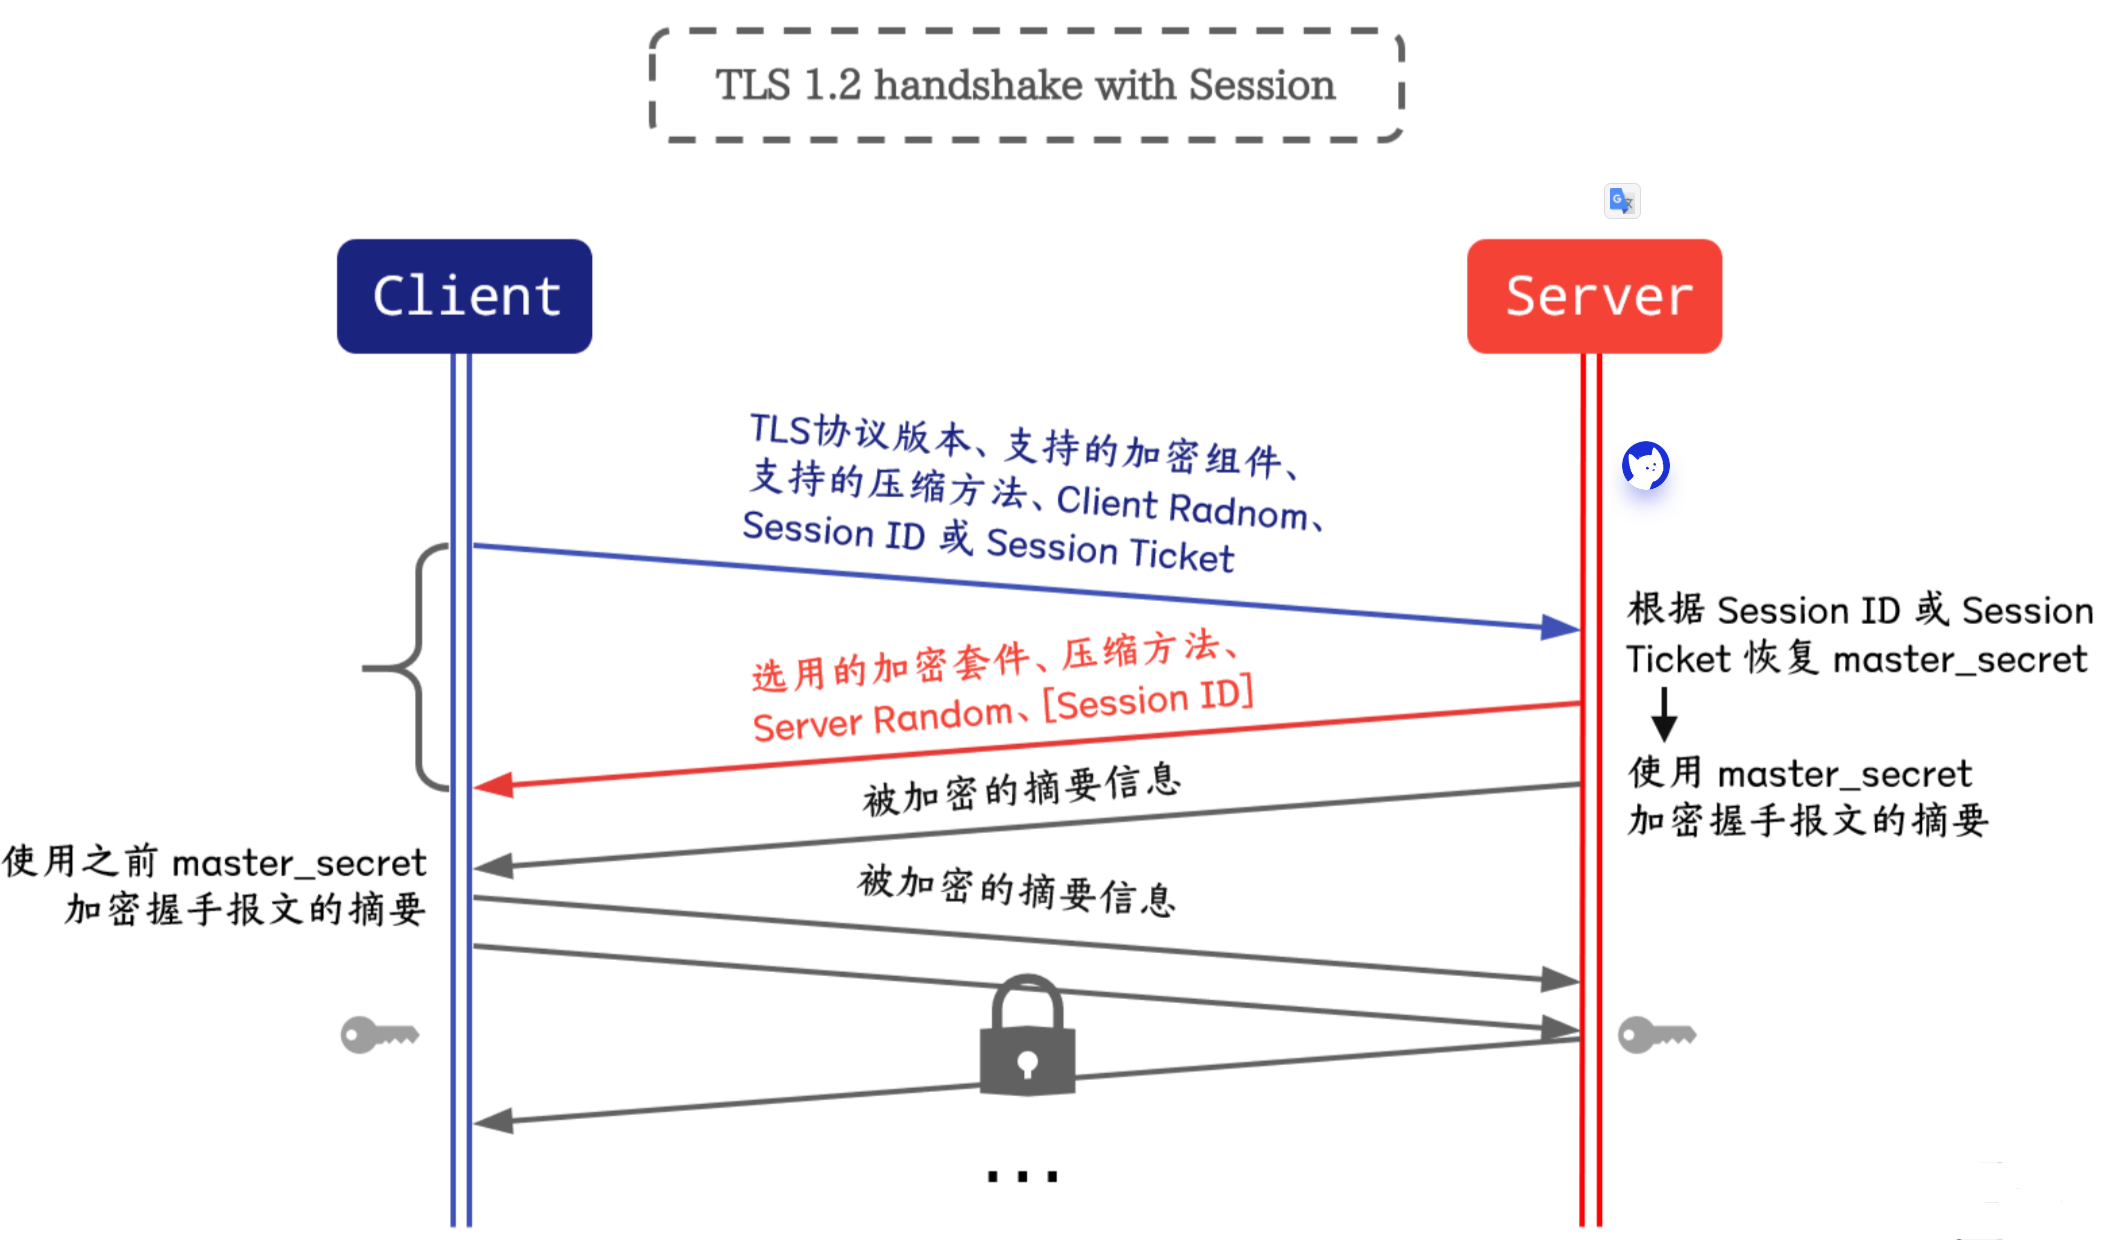 TLS 1.2 handshake with Session
Client
Server
TLS协议版本、支持的加密组件、
支持的压缩方法、Client Radnom、
Session ID 或 Session Ticket
根据 Session ID 或 Session
Ticket 恢复 master_secret
选用的加密套件、压缩方法、
Server Random、[Session ID]
使用 master_secret
加密握手报文的摘要
被加密的摘要信息
使用之前 master_secret
加密握手报文的摘要
被加密的摘要信息
...